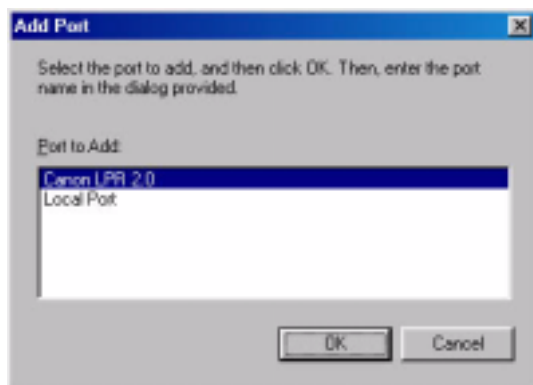 Add Port
Select the port to add, and then click OK. Then, enter the port
name in the dialog provided.
Port to Add:
Canon LPR 2.0
Local Port
OK
Cancel